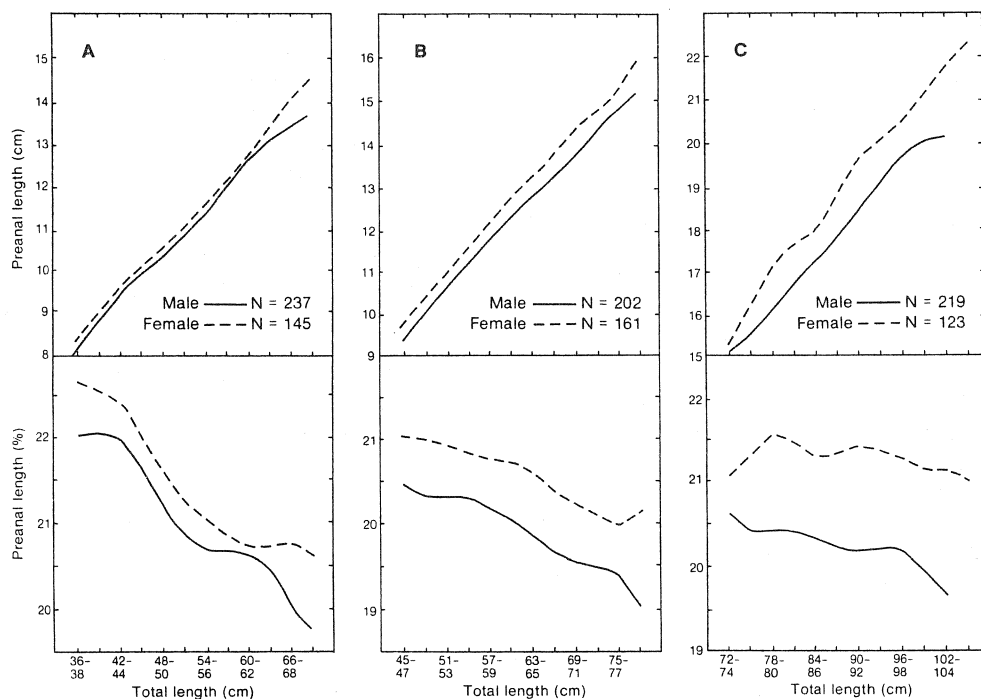 A
Preanal length (cm)
15
14
13
12
11
10
9
8
Male N = 237
Female N = 145
B
17
16
15
14
13
12
11
10
9
Male N = 202
Female N = 161
C
23
22
21
20
19
18
17
16
15
Male N = 219
Female N = 123
Preanal length (%)
22
21
20
36- 42- 48- 54- 60- 66-
38 44 50 56 62 68
Total length (cm)
21
20
19
45- 51- 57- 63- 69- 75-
47 53 59 65 71 77
Total length (cm)
22
21
20
19
72- 78- 84- 90- 96- 102-
74 80 86 92 98 104
Total length (cm)